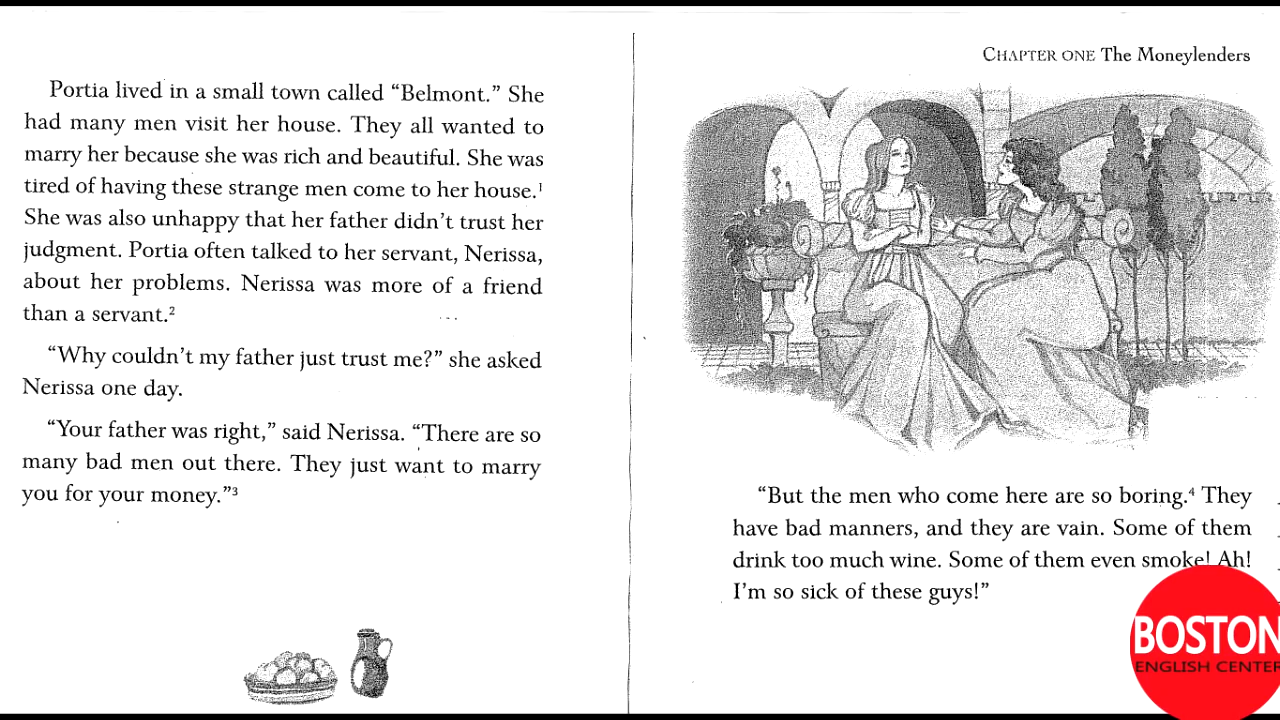 Portia lived in a small town called “Belmont.” She
had many men visit her house. They all wanted to
marry her because she was rich and beautiful. She was
tired of having these strange men come to her house.¹
She was also unhappy that her father didn’t trust her
judgment. Portia often talked to her servant, Nerissa,
about her problems. Nerissa was more of a friend
than a servant.²
“Why couldn’t my father just trust me?” she asked
Nerissa one day.
“Your father was right,” said Nerissa. “There are so
many bad men out there. They just want to marry
you for your money.”³
CHAPTER ONE The Moneylenders
“But the men who come here are so boring.⁴ They
have bad manners, and they are vain. Some of them
drink too much wine. Some of them even smoke! Ah!
I’m so sick of these guys!”
BOSTON
ENGLISH CENTER